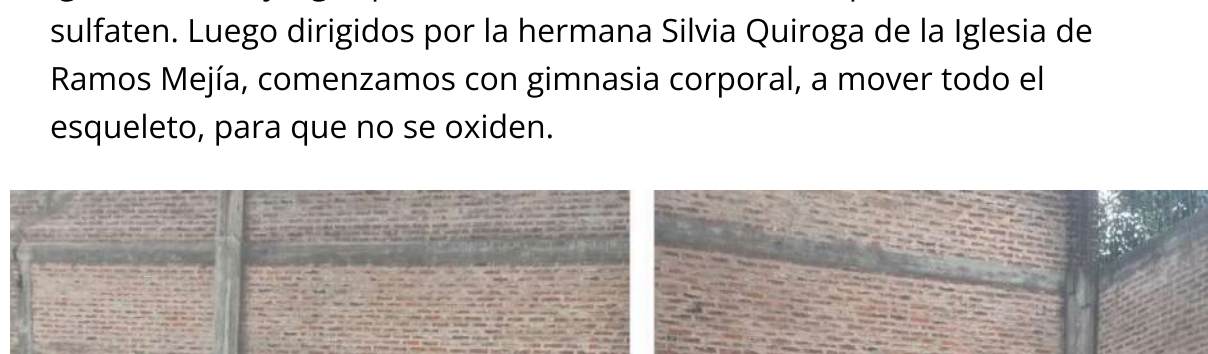 sulfaten. Luego dirigidos por la hermana Silvia Quiroga de la Iglesia de
Ramos Mejía, comenzamos con gimnasia corporal, a mover todo el
esqueleto, para que no se oxiden.